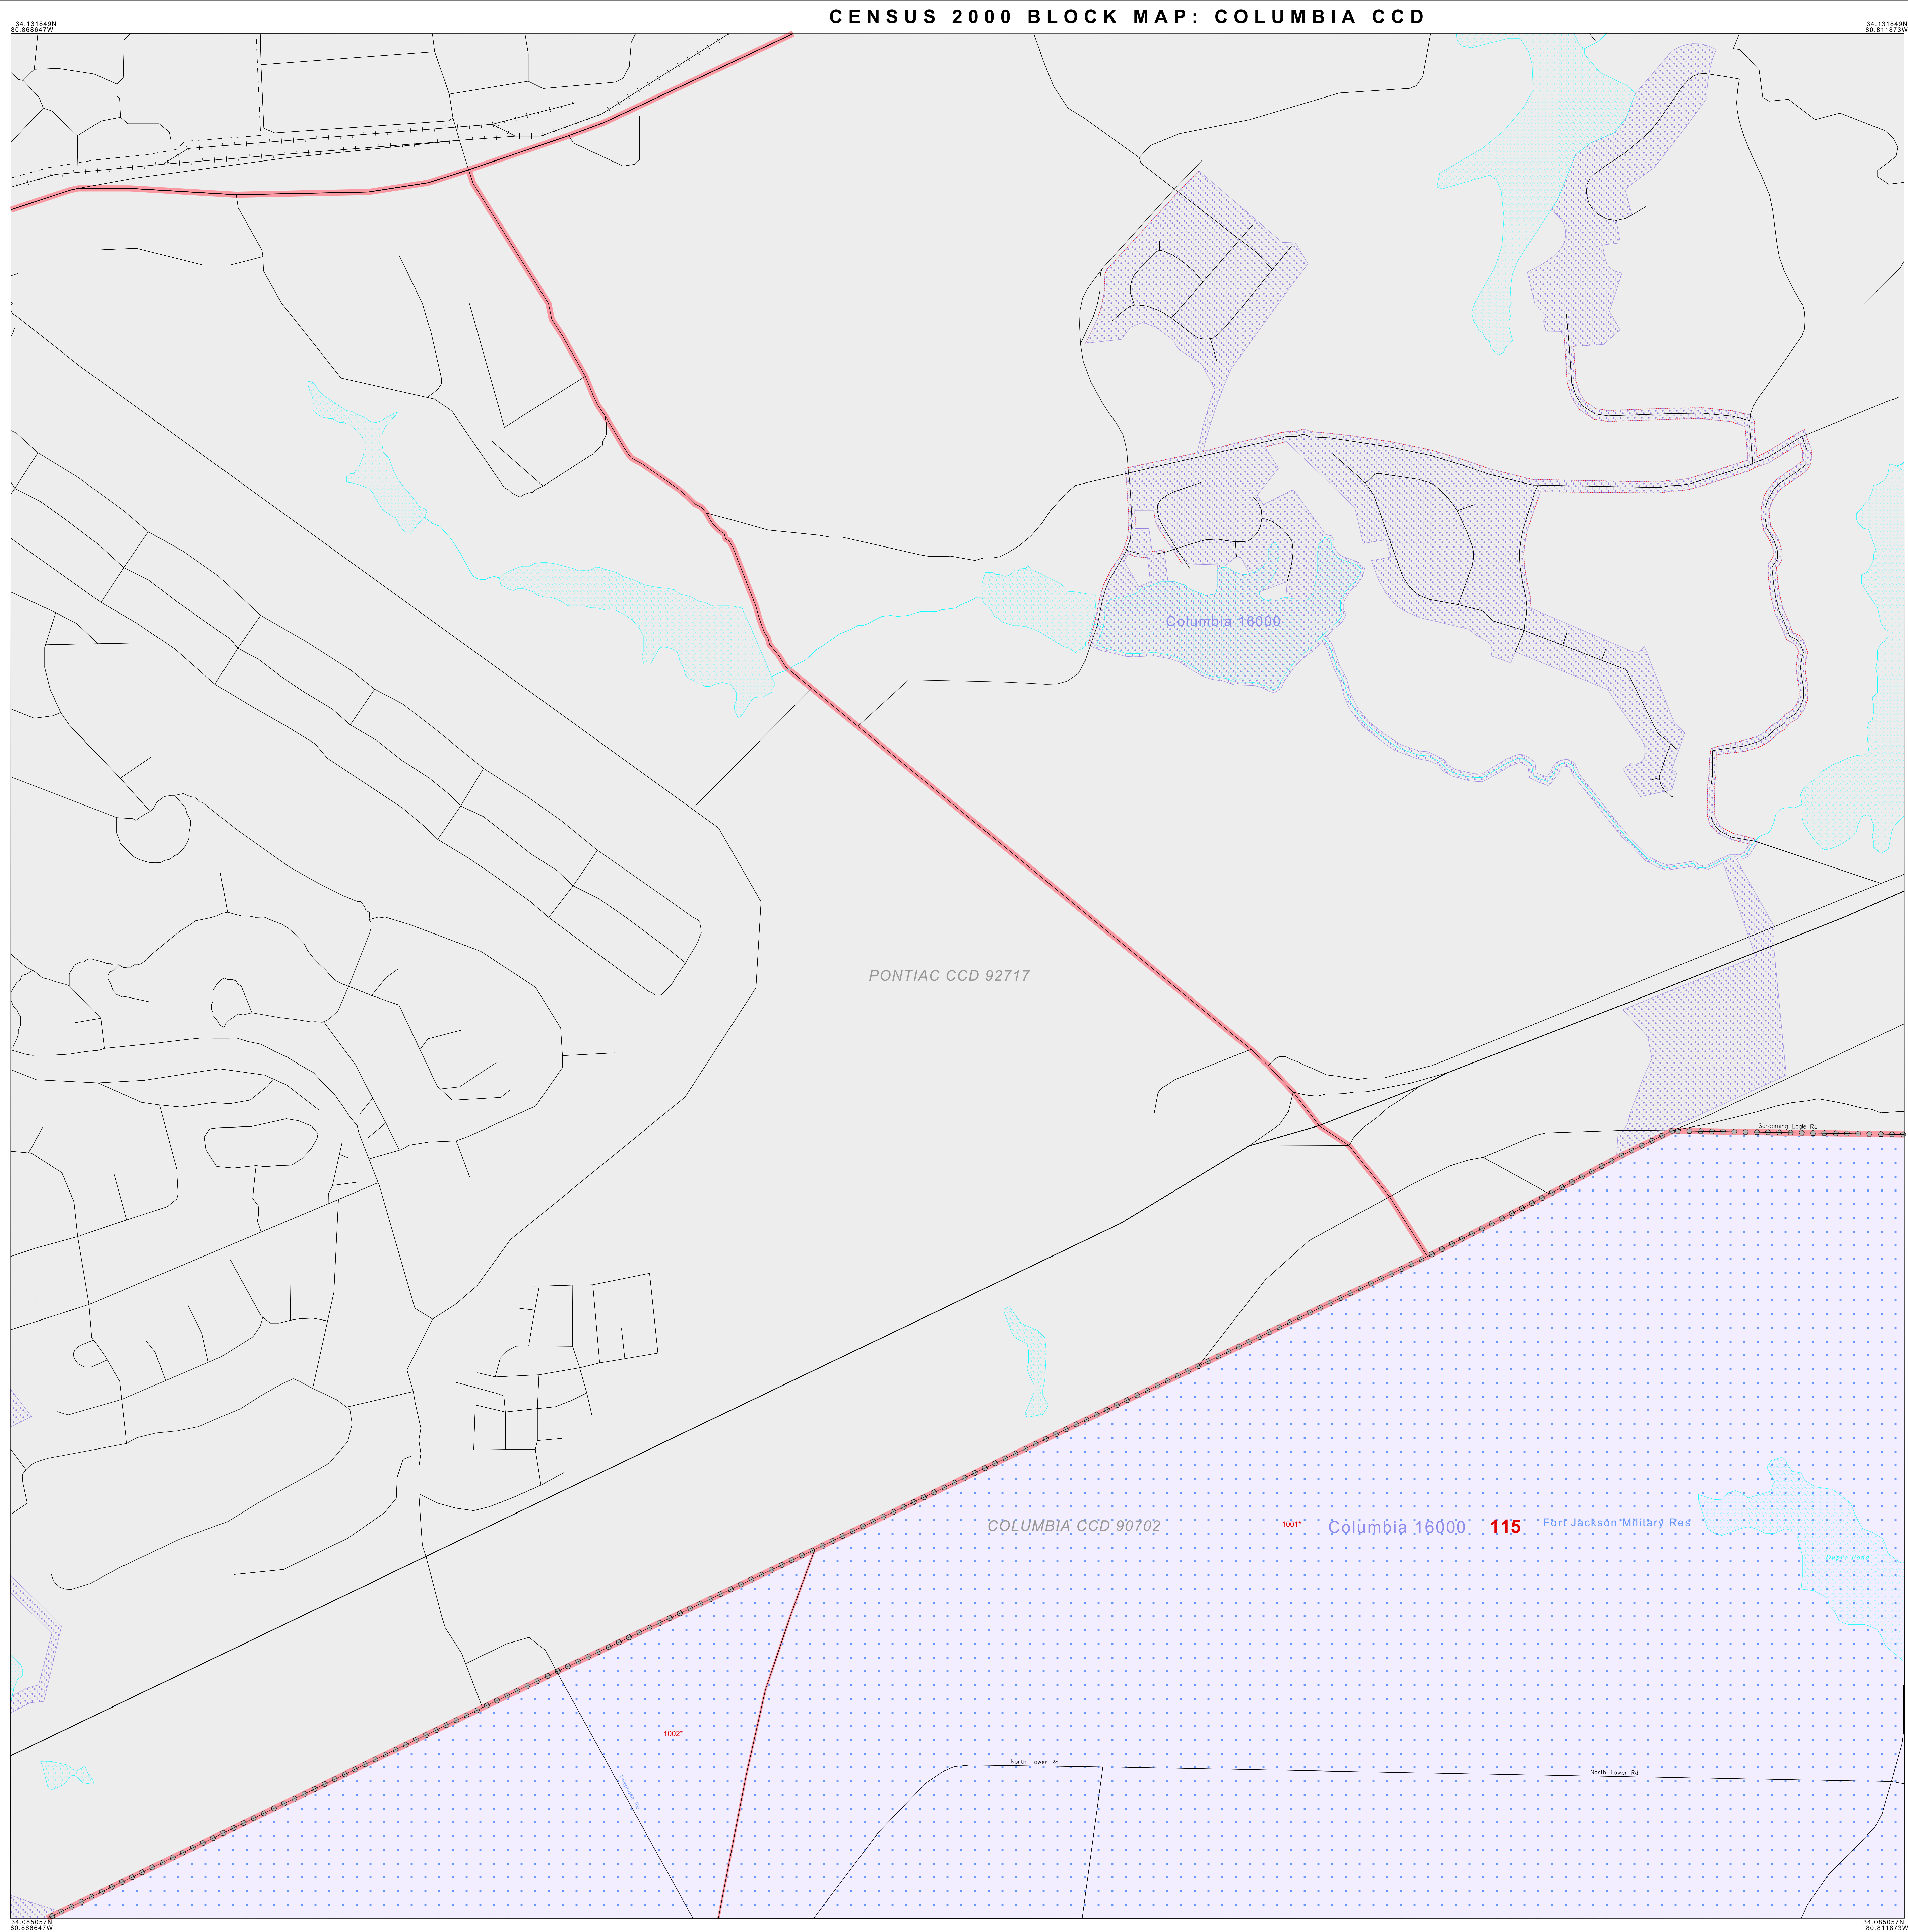 CENSUS 2000 BLOCK MAP: COLUMBIA CCD
34.131849N
80.868647W
34.131849N
80.811873W
Columbia 16000
PONTIAC CCD 92717
Screaming Eagle Rd
COLUMBIA CCD 90702
1001*
Columbia 16000
115
Fort Jackson Military Res
Dupre Pond
1002*
North Tower Rd
North Tower Rd
34.085057N
80.868647W
34.085057N
80.811873W